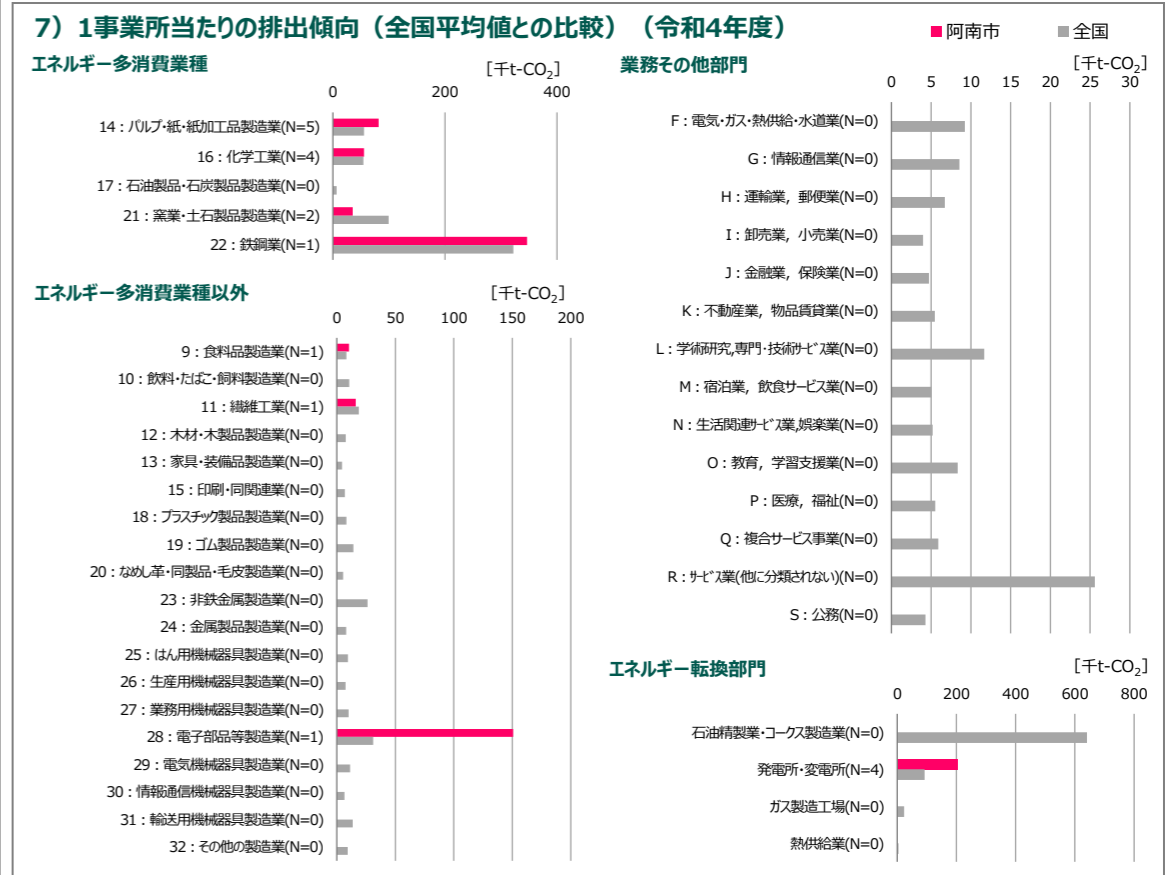 7）1事業所当たりの排出傾向（全国平均値との比較）（令和4年度）
阿南市
全国
エネルギー多消費業種
[千t-CO₂]
0 200 400
14：パルプ・紙・紙加工品製造業(N=5)
16：化学工業(N=4)
17：石油製品・石炭製品製造業(N=0)
21：窯業・土石製品製造業(N=2)
22：鉄鋼業(N=1)
エネルギー多消費業種以外
[千t-CO₂]
0 50 100 150 200
9：食料品製造業(N=1)
10：飲料・たばこ・飼料製造業(N=0)
11：繊維工業(N=1)
12：木材・木製品製造業(N=0)
13：家具・装備品製造業(N=0)
15：印刷・同関連業(N=0)
18：プラスチック製品製造業(N=0)
19：ゴム製品製造業(N=0)
20：なめし革・同製品・毛皮製造業(N=0)
23：非鉄金属製造業(N=0)
24：金属製品製造業(N=0)
25：はん用機械器具製造業(N=0)
26：生産用機械器具製造業(N=0)
27：業務用機械器具製造業(N=0)
28：電子部品等製造業(N=1)
29：電気機械器具製造業(N=0)
30：情報通信機械器具製造業(N=0)
31：輸送用機械器具製造業(N=0)
32：その他の製造業(N=0)
業務その他部門
[千t-CO₂]
0 5 10 15 20 25 30
F：電気・ガス・熱供給・水道業(N=0)
G：情報通信業(N=0)
H：運輸業，郵便業(N=0)
I：卸売業，小売業(N=0)
J：金融業，保険業(N=0)
K：不動産業，物品賃貸業(N=0)
L：学術研究,専門・技術サービス業(N=0)
M：宿泊業，飲食サービス業(N=0)
N：生活関連サービス業,娯楽業(N=0)
O：教育，学習支援業(N=0)
P：医療，福祉(N=0)
Q：複合サービス事業(N=0)
R：サービス業(他に分類されない)(N=0)
S：公務(N=0)
エネルギー転換部門
[千t-CO₂]
0 200 400 600 800
石油精製業・コークス製造業(N=0)
発電所・変電所(N=4)
ガス製造工場(N=0)
熱供給業(N=0)